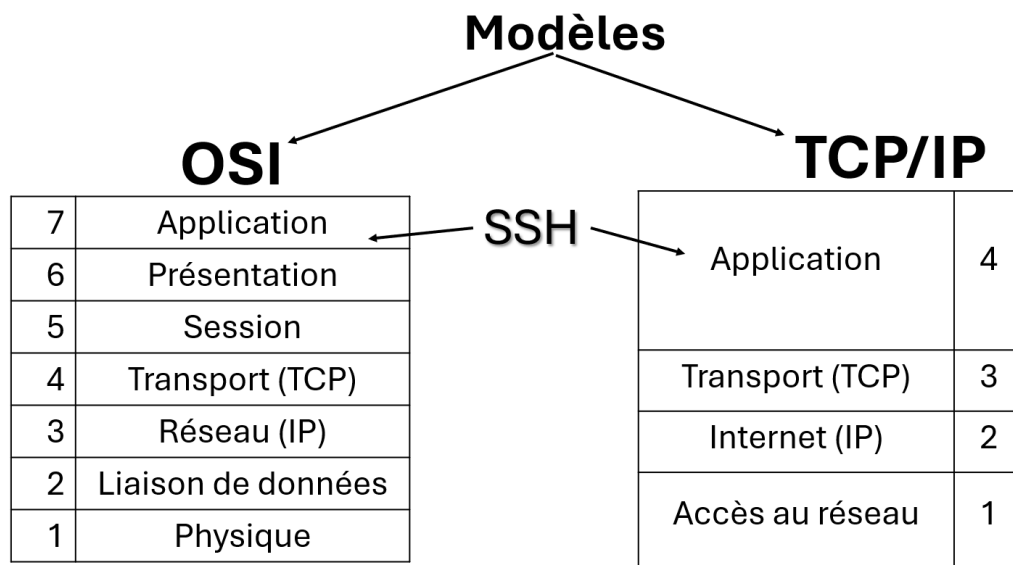 Modèles
OSI
TCP/IP
7 Application
6 Présentation
5 Session
4 Transport (TCP)
3 Réseau (IP)
2 Liaison de données
1 Physique
SSH
Application 4
Transport (TCP) 3
Internet (IP) 2
Accès au réseau 1